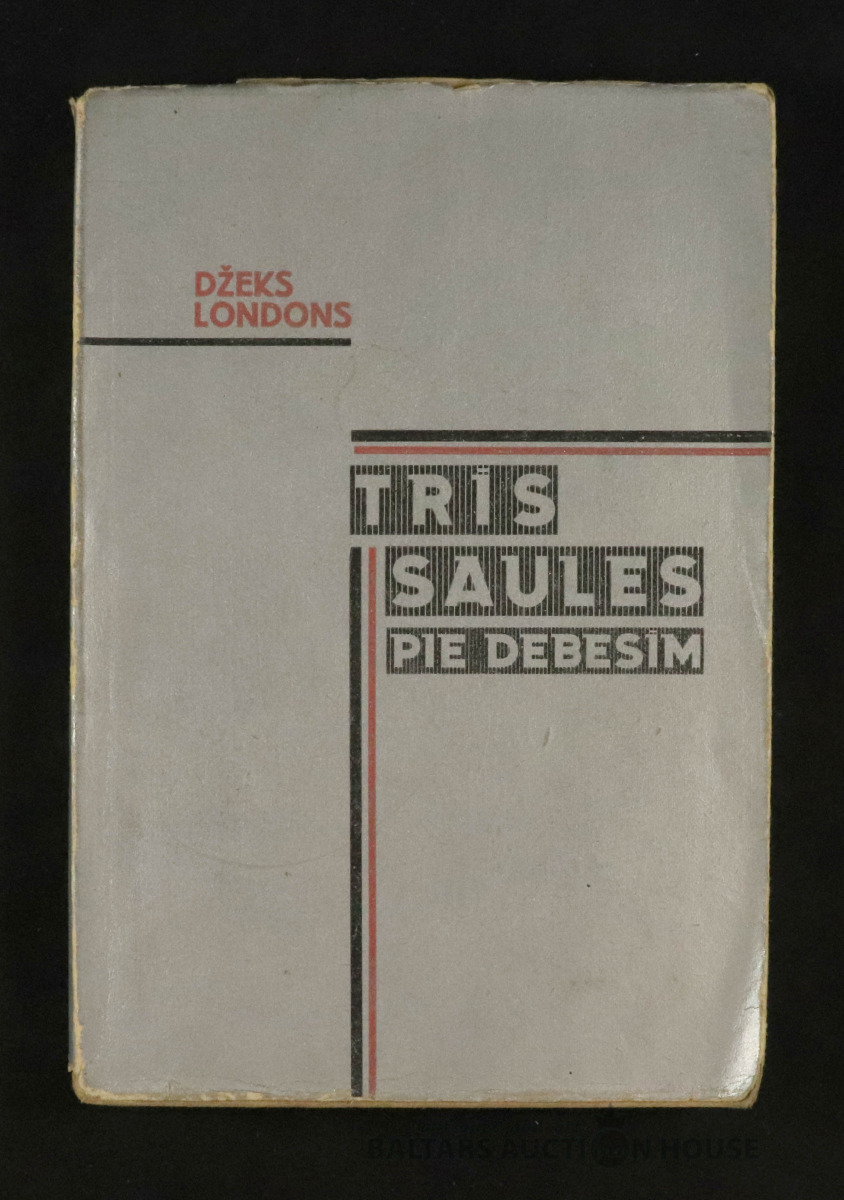 DŽEKS
LONDONS
TRĪS
SAULES
PIE DEBESĪM
BALTARS AUCTION HOUSE